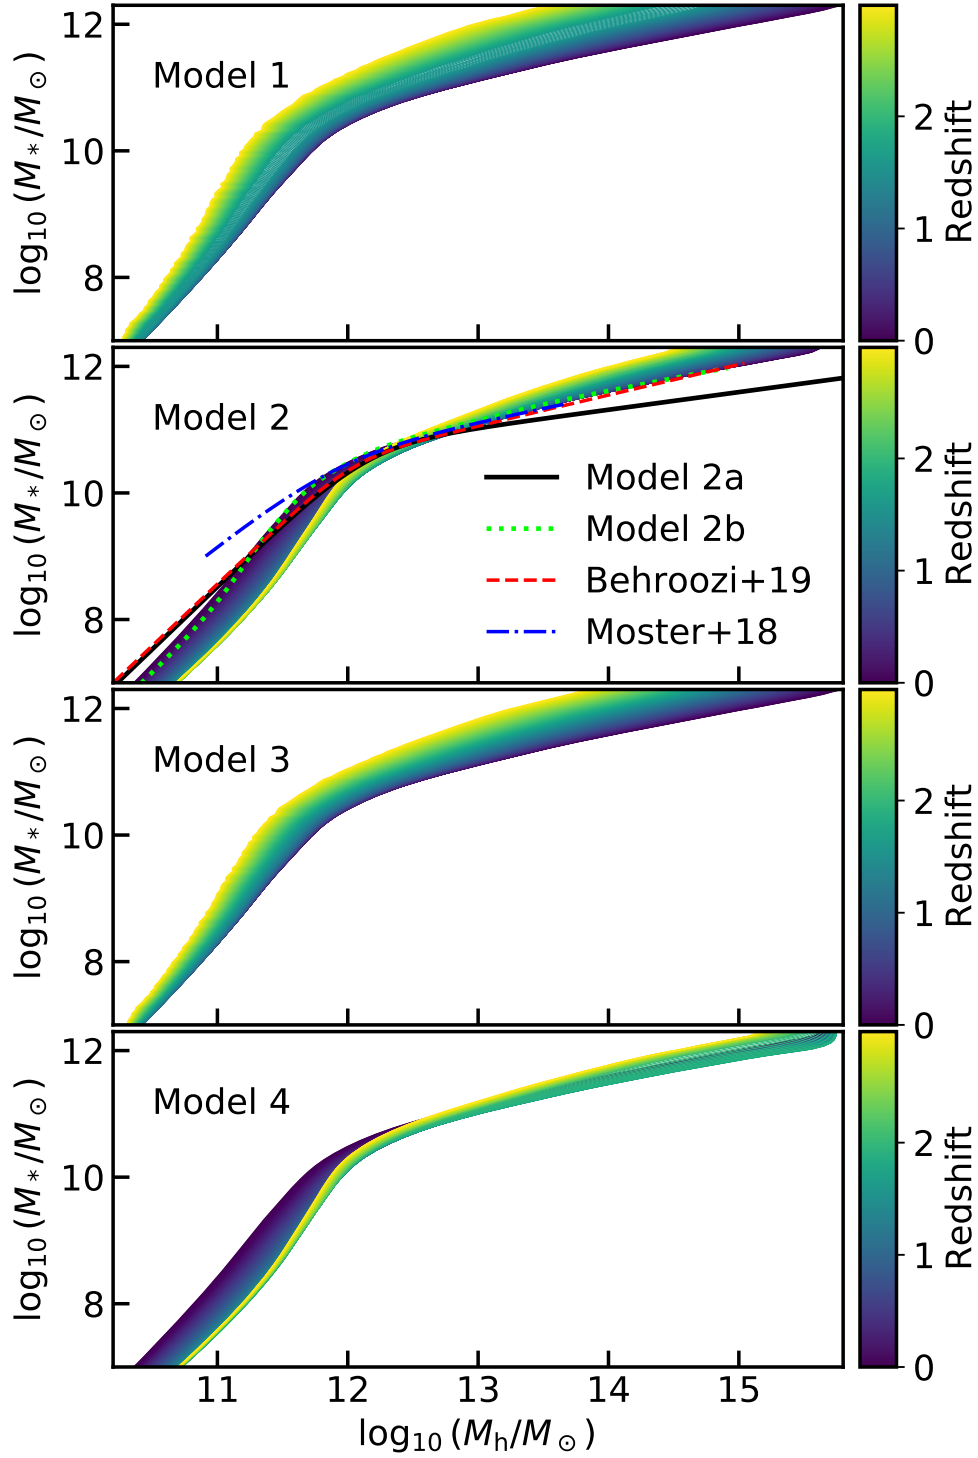 12
10
8
log₁₀ (M∗/M⊙)
Model 1
2
1
0
Redshift
12
10
8
log₁₀ (M∗/M⊙)
Model 2
Model 2a
Model 2b
Behroozi+19
Moster+18
2
1
0
Redshift
12
10
8
log₁₀ (M∗/M⊙)
Model 3
2
1
0
Redshift
12
10
8
log₁₀ (M∗/M⊙)
Model 4
2
1
0
Redshift
11 12 13 14 15
log₁₀ (Mₕ/M⊙)